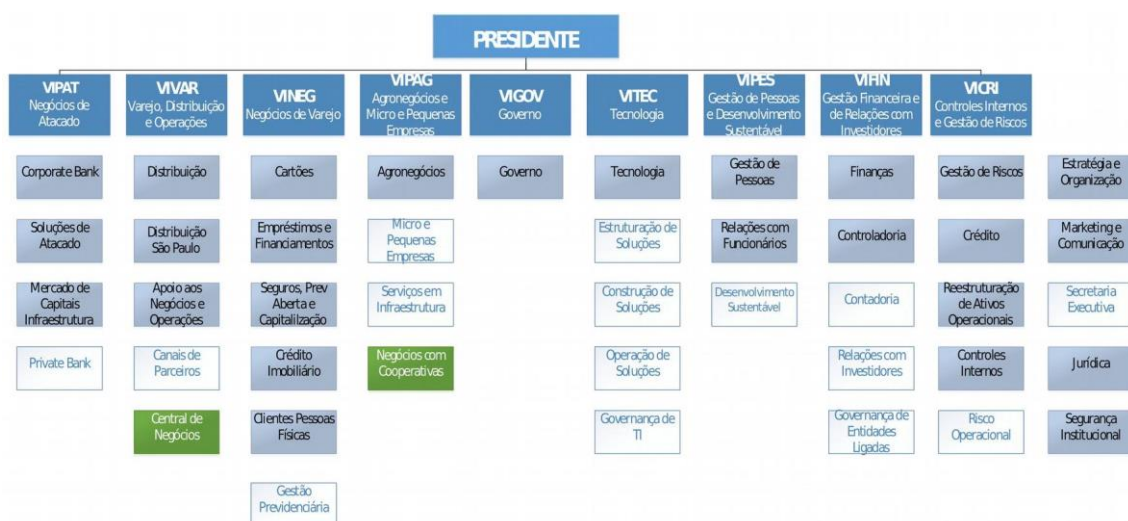 PRESIDENTE
VIPAT
Negócios de
Atacado
VIVAR
Varejo, Distribuição
e Operações
VINEG
Negócios de Varejo
VIPAG
Agronegócios e
Micro e Pequenas
Empresas
VIGOV
Governo
VITEC
Tecnologia
VIPES
Gestão de Pessoas
e Desenvolvimento
Sustentável
VIFIN
Gestão Financeira e
de Relações com
Investidores
VICRI
Controles Internos
e Gestão de Riscos
Corporate Bank
Distribuição
Cartões
Agronegócios
Governo
Tecnologia
Gestão de
Pessoas
Finanças
Gestão de Riscos
Estratégia e
Organização
Soluções de
Atacado
Distribuição
São Paulo
Empréstimos e
Financiamentos
Micro e
Pequenas
Empresas
Estruturação de
Soluções
Relações com
Funcionários
Controladoria
Crédito
Marketing e
Comunicação
Mercado de
Capitais
Infraestrutura
Apoio aos
Negócios e
Operações
Seguros, Prev
Aberta e
Capitalilzação
Serviços em
Infraestrutura
Construção de
Soluções
Desenvolvimento
Sustentável
Contadoria
Reestruturação
de Ativos
Operacionais
Secretaria
Executiva
Private Bank
Canais de
Parceiros
Crédito
Imobiliário
Negócios com
Cooperativas
Operação de
Soluções
Relações com
Investidores
Controles
Internos
Jurídica
Central de
Negócios
Clientes Pessoas
Físicas
Governança de
TI
Governança de
Entidades
Ligadas
Risco
Operacional
Segurança
Institucional
Gestão
Previdenciária